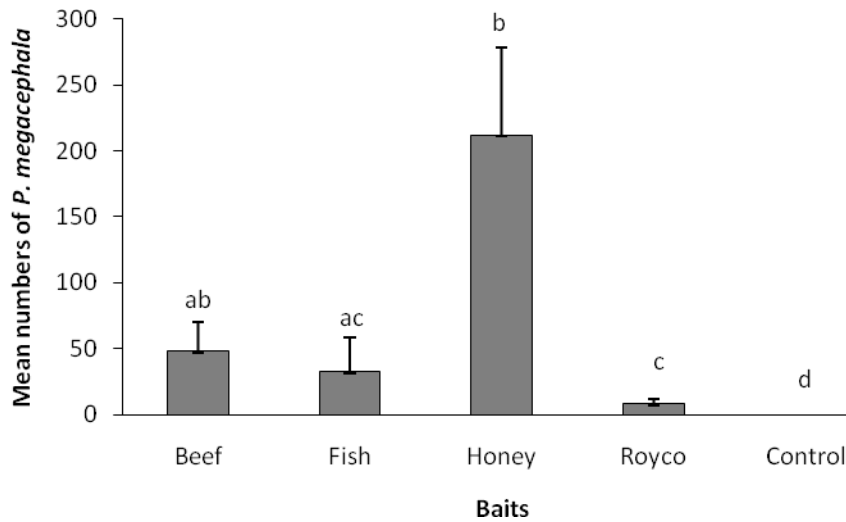 Mean numbers of P. megacephala
300
250
200
150
100
50
0
ab
ac
b
c
d
Beef Fish Honey Royco Control
Baits